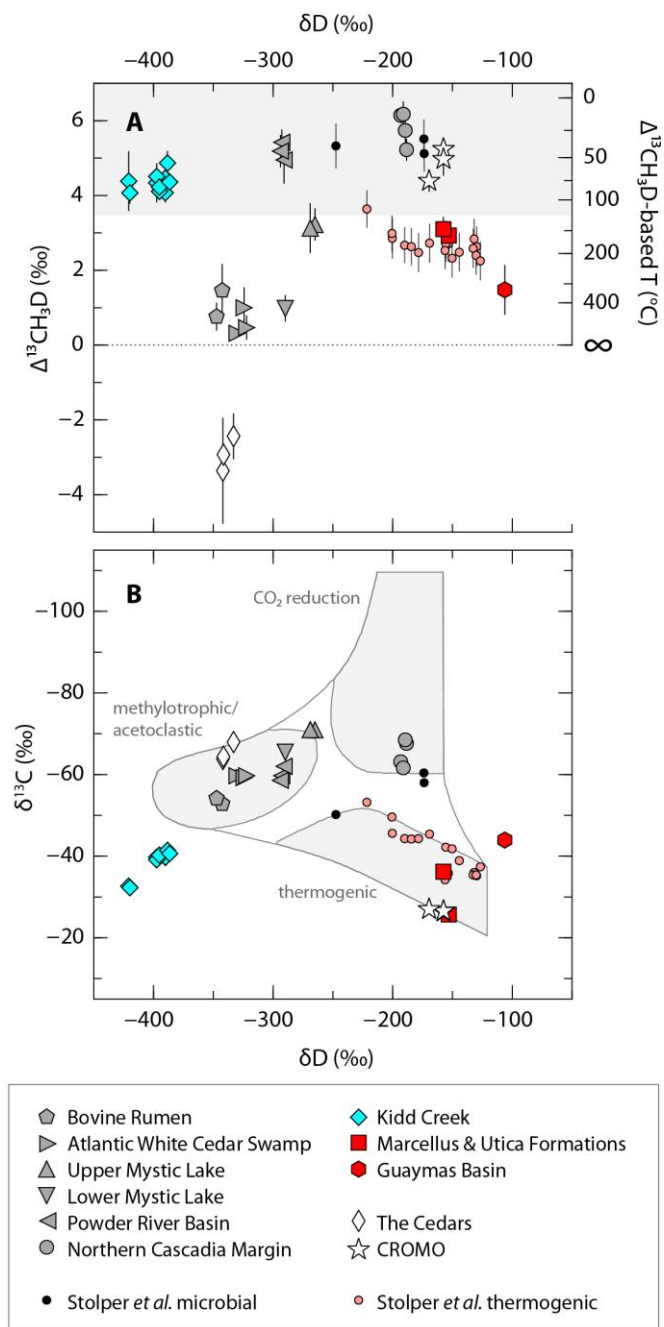 δD (‰)
−400 −300 −200 −100
A
6
4
2
0
−2
−4
Δ¹³CH₃D (‰)
0
50
100
200
400
∞
Δ¹³CH₃D-based T (°C)
B
CO₂ reduction
methylotrophic/
acetoclastic
thermogenic
−100
−80
−60
−40
−20
δ¹³C (‰)
−400 −300 −200 −100
δD (‰)
Bovine Rumen
Atlantic White Cedar Swamp
Upper Mystic Lake
Lower Mystic Lake
Powder River Basin
Northern Cascadia Margin
Stolper et al. microbial
Kidd Creek
Marcellus & Utica Formations
Guaymas Basin
The Cedars
CROMO
Stolper et al. thermogenic